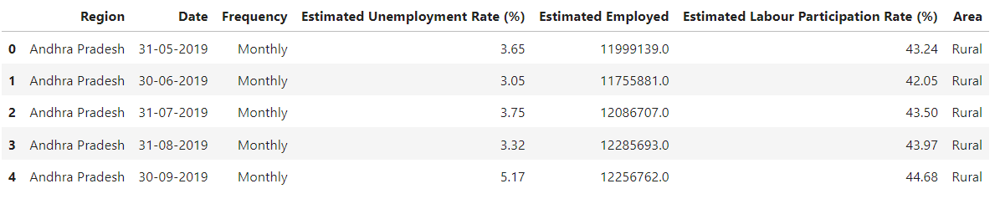 Region Date Frequency Estimated Unemployment Rate (%) Estimated Employed Estimated Labour Participation Rate (%) Area
0 Andhra Pradesh 31-05-2019 Monthly 3.65 11999139.0 43.24 Rural
1 Andhra Pradesh 30-06-2019 Monthly 3.05 11755881.0 42.05 Rural
2 Andhra Pradesh 31-07-2019 Monthly 3.75 12086707.0 43.50 Rural
3 Andhra Pradesh 31-08-2019 Monthly 3.32 12285693.0 43.97 Rural
4 Andhra Pradesh 30-09-2019 Monthly 5.17 12256762.0 44.68 Rural